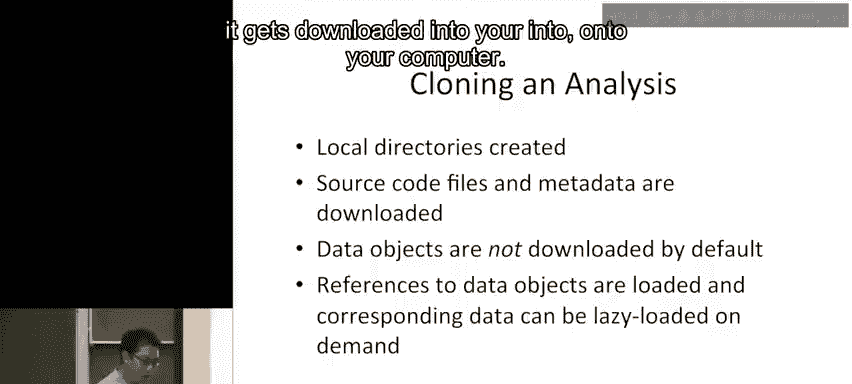 it gets downloaded into your into, onto
your computer.
Cloning an Analysis
• Local directories created
• Source code files and metadata are
downloaded
• Data objects are not downloaded by default
• References to data objects are loaded and
corresponding data can be lazy-loaded on
demand